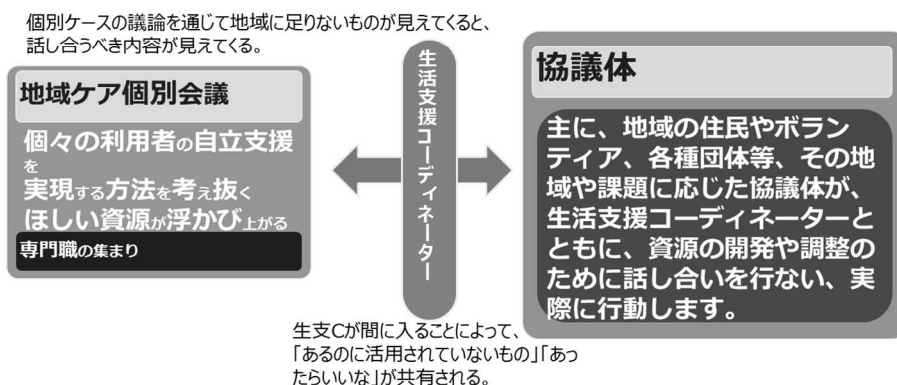 個別ケースの議論を通じて地域に足りないものが見えてくると、
話し合うべき内容が見えてくる。
地域ケア個別会議
個々の利用者の自立支援
を
実現する方法を考え抜く
ほしい資源が浮かび上がる
専門職の集まり
生活支援コーディネーター
協議体
主に、地域の住民やボラン
ティア、各種団体等、その地
域や課題に応じた協議体が、
生活支援コーディネーターと
ともに、資源の開発や調整の
ために話し合いを行ない、実
際に行動します。
生支Cが間に入ることによって、
「あるのに活用されていないもの」「あっ
たらいいな」が共有される。